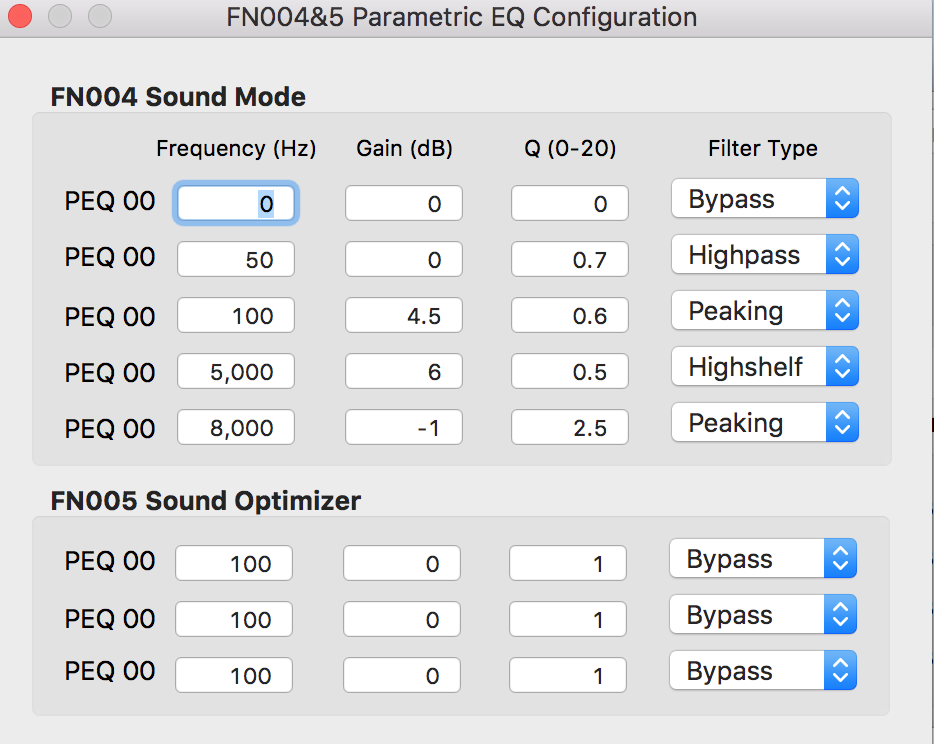 FN004&5 Parametric EQ Configuration
FN004 Sound Mode
Frequency (Hz) Gain (dB) Q (0-20) Filter Type
PEQ 00 0 0 0 Bypass
PEQ 00 50 0 0.7 Highpass
PEQ 00 100 4.5 0.6 Peaking
PEQ 00 5,000 6 0.5 Highshelf
PEQ 00 8,000 -1 2.5 Peaking
FN005 Sound Optimizer
PEQ 00 100 0 1 Bypass
PEQ 00 100 0 1 Bypass
PEQ 00 100 0 1 Bypass